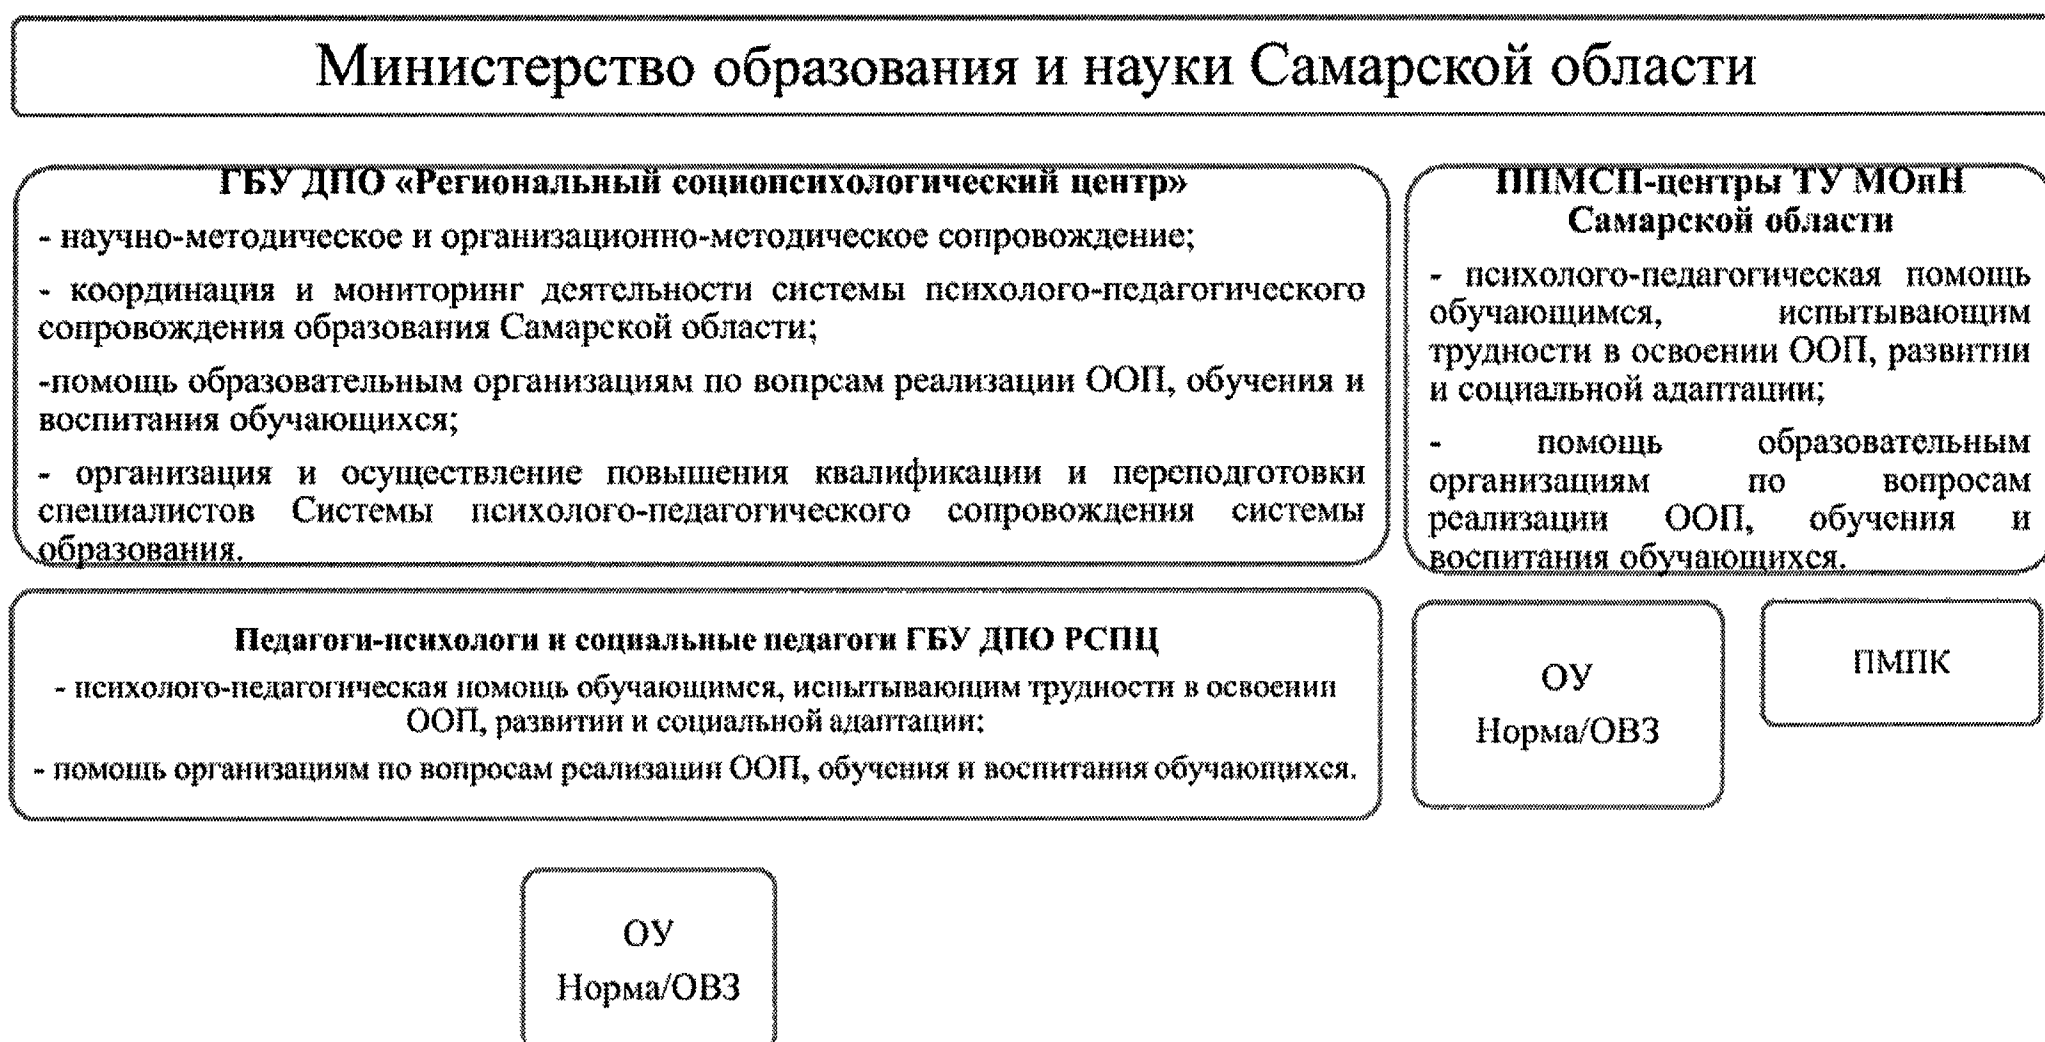 Министерство образования и науки Самарской области
ГБУ ДПО «Региональный социопсихологический центр»
- научно-методическое и организационно-методическое сопровождение;
- координация и мониторинг деятельности системы психолого-педагогического
сопровождения образования Самарской области;
-помощь образовательным организациям по вопрсам реализации ООП, обучения и
воспитания обучающихся;
- организация и осуществление повышения квалификации и переподготовки
специалистов Системы психолого-педагогического сопровождения системы
образования.
ППМСП-центры ТУ МОиН
Самарской области
- психолого-педагогическая помощь
обучающимся, испытывающим
трудности в освоении ООП, развитии
и социальной адаптации;
- помощь образовательным
организациям по вопросам
реализации ООП, обучения и
воспитания обучающихся.
Педагоги-психологи и социальные педагоги ГБУ ДПО РСПЦ
- психолого-педагогическая помощь обучающимся, испытывающим трудности в освоении
ООП, развитии и социальной адаптации;
- помощь организациям по вопросам реализации ООП, обучения и воспитания обучающихся.
ОУ
Норма/ОВЗ
ПМПК
ОУ
Норма/ОВЗ